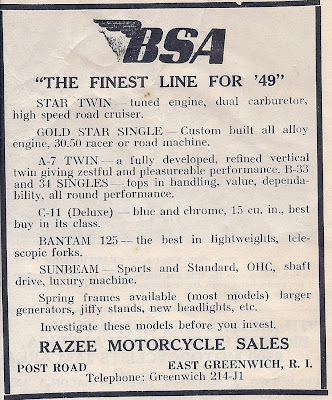 BSA
"THE FINEST LINE FOR '49"
STAR TWIN — tuned engine, dual carburetor,
high speed road cruiser.
GOLD STAR SINGLE — Custom built all alloy
engine, 30.50 racer or road machine.
A-7 TWIN — a fully developed, refined vertical
twin giving zestful and pleasureable performance. B-33
and 34 SINGLES — tops in handling, value, dependa-
bility, all round performance.
C-11 (Deluxe) — blue and chrome, 15 cu. in., best
buy in its class.
BANTAM 125 — the best in lightweights, tele-
scopic forks.
SUNBEAM — Sports and Standard, OHC, shaft
drive, luxury machine.
Spring frames available (most models) larger
generators, jiffy stands, new headlights, etc.
Investigate these models before you invest.
RAZEE MOTORCYCLE SALES
POST ROAD EAST GREENWICH, R. I.
Telephone: Greenwich 214-J1